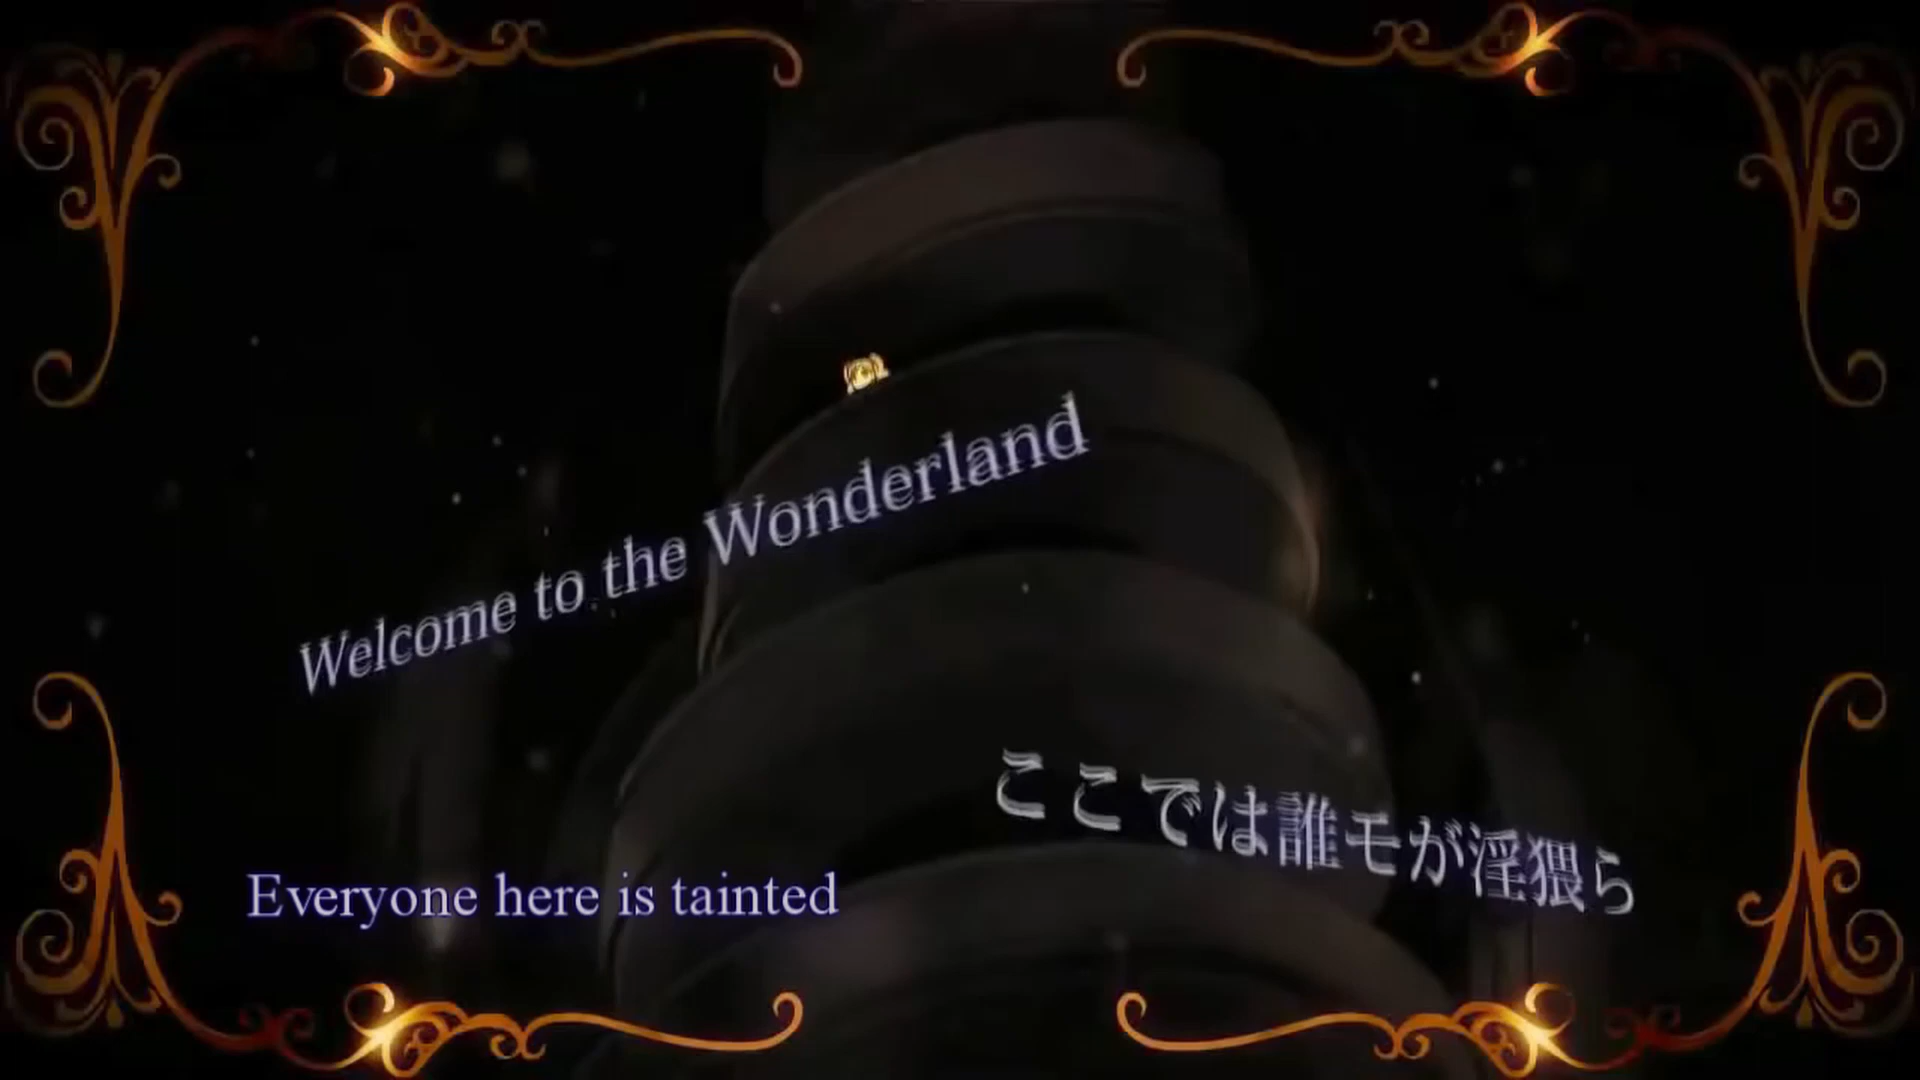 Welcome to the Wonderland
ここでは誰モが淫猥ら
Everyone here is tainted